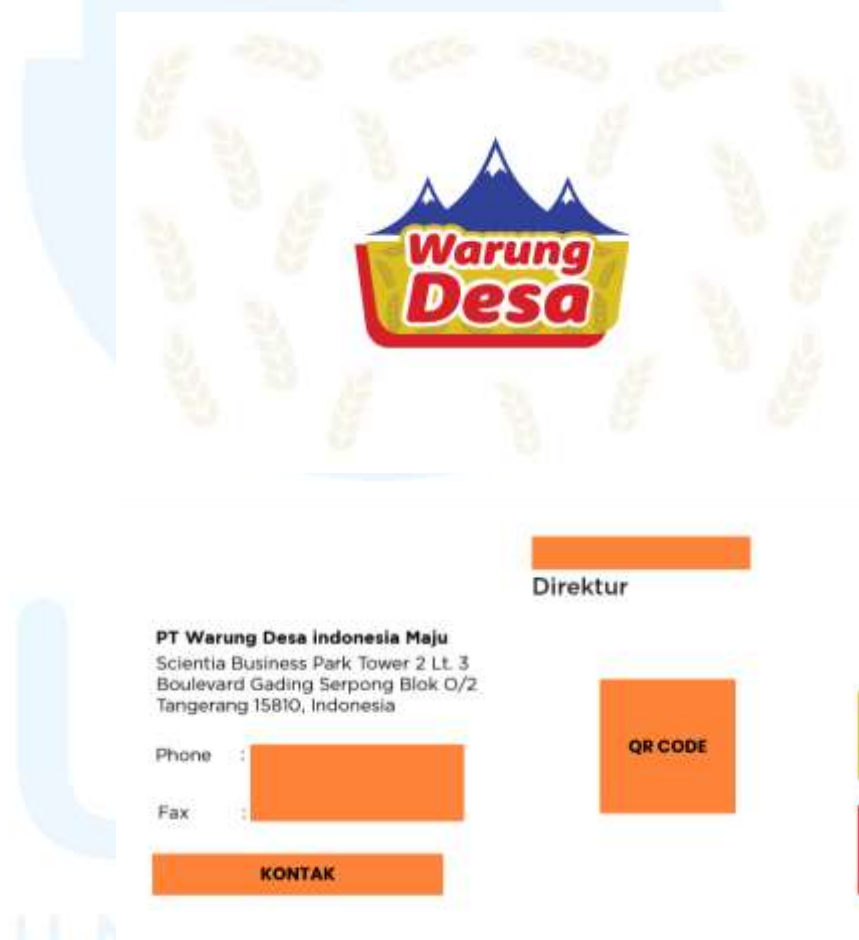 Warung
Desa
Direktur
PT Warung Desa indonesia Maju
Scientia Business Park Tower 2 Lt. 3
Boulevard Gading Serpong Blok O/2
Tangerang 15810, Indonesia
Phone :
Fax :
QR CODE
KONTAK